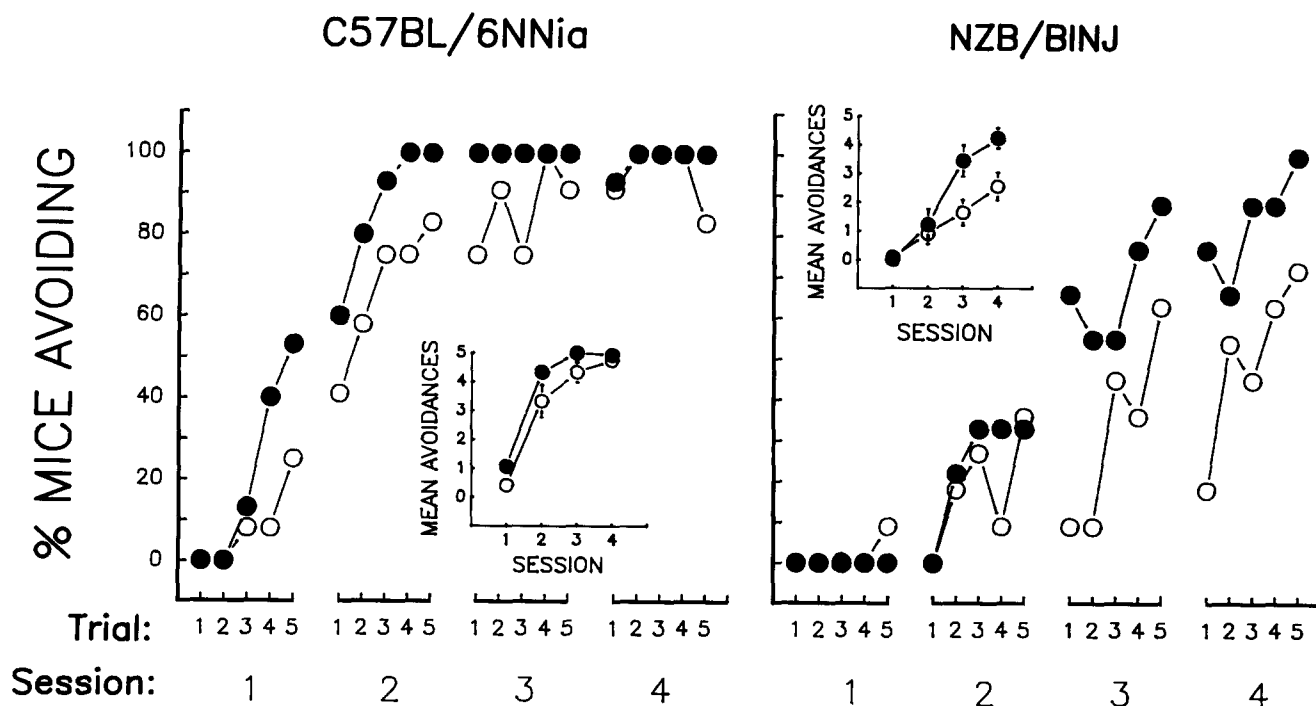 C57BL/6NNia
NZB/BINJ
% MICE AVOIDING
100
80
60
40
20
0
MEAN AVOIDANCES
5
4
3
2
1
0
1 2 3 4
SESSION
MEAN AVOIDANCES
5
4
3
2
1
0
1 2 3 4
SESSION
Trial: 1 2 3 4 5 1 2 3 4 5 1 2 3 4 5 1 2 3 4 5 1 2 3 4 5 1 2 3 4 5 1 2 3 4 5 1 2 3 4 5
Session: 1 2 3 4 1 2 3 4